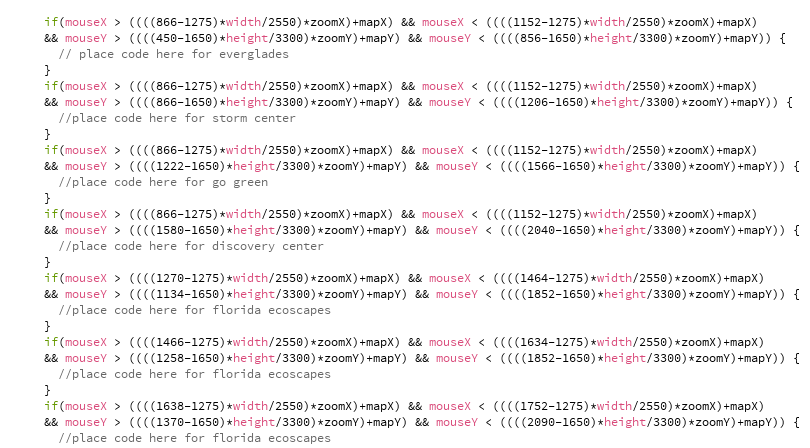 if(mouseX > ((((866-1275)*width/2550)*zoomX)+mapX) && mouseX < ((((1152-1275)*width/2550)*zoomX)+mapX)
&& mouseY > ((((450-1650)*height/3300)*zoomY)+mapY) && mouseY < ((((856-1650)*height/3300)*zoomY)+mapY)) {
// place code here for everglades
}
if(mouseX > ((((866-1275)*width/2550)*zoomX)+mapX) && mouseX < ((((1152-1275)*width/2550)*zoomX)+mapX)
&& mouseY > ((((866-1650)*height/3300)*zoomY)+mapY) && mouseY < ((((1206-1650)*height/3300)*zoomY)+mapY)) {
//place code here for storm center
}
if(mouseX > ((((866-1275)*width/2550)*zoomX)+mapX) && mouseX < ((((1152-1275)*width/2550)*zoomX)+mapX)
&& mouseY > ((((1222-1650)*height/3300)*zoomY)+mapY) && mouseY < ((((1566-1650)*height/3300)*zoomY)+mapY)) {
//place code here for go green
}
if(mouseX > ((((866-1275)*width/2550)*zoomX)+mapX) && mouseX < ((((1152-1275)*width/2550)*zoomX)+mapX)
&& mouseY > ((((1580-1650)*height/3300)*zoomY)+mapY) && mouseY < ((((2040-1650)*height/3300)*zoomY)+mapY)) {
//place code here for discovery center
}
if(mouseX > ((((1270-1275)*width/2550)*zoomX)+mapX) && mouseX < ((((1464-1275)*width/2550)*zoomX)+mapX)
&& mouseY > ((((1134-1650)*height/3300)*zoomY)+mapY) && mouseY < ((((1852-1650)*height/3300)*zoomY)+mapY)) {
//place code here for florida ecoscapes
}
if(mouseX > ((((1466-1275)*width/2550)*zoomX)+mapX) && mouseX < ((((1634-1275)*width/2550)*zoomX)+mapX)
&& mouseY > ((((1258-1650)*height/3300)*zoomY)+mapY) && mouseY < ((((1852-1650)*height/3300)*zoomY)+mapY)) {
//place code here for florida ecoscapes
}
if(mouseX > ((((1638-1275)*width/2550)*zoomX)+mapX) && mouseX < ((((1752-1275)*width/2550)*zoomX)+mapX)
&& mouseY > ((((1370-1650)*height/3300)*zoomY)+mapY) && mouseY < ((((2090-1650)*height/3300)*zoomY)+mapY)) {
//place code here for florida ecoscapes